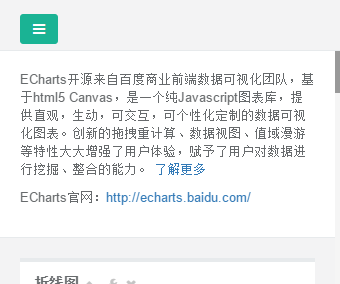 ECharts开源来自百度商业前端数据可视化团队，基
于html5 Canvas，是一个纯Javascript图表库，提
供直观，生动，可交互，可个性化定制的数据可视
化图表。创新的拖拽重计算、数据视图、值域漫游
等特性大大增强了用户体验，赋予了用户对数据进
行挖掘、整合的能力。 了解更多
ECharts官网：http://echarts.baidu.com/
折线图